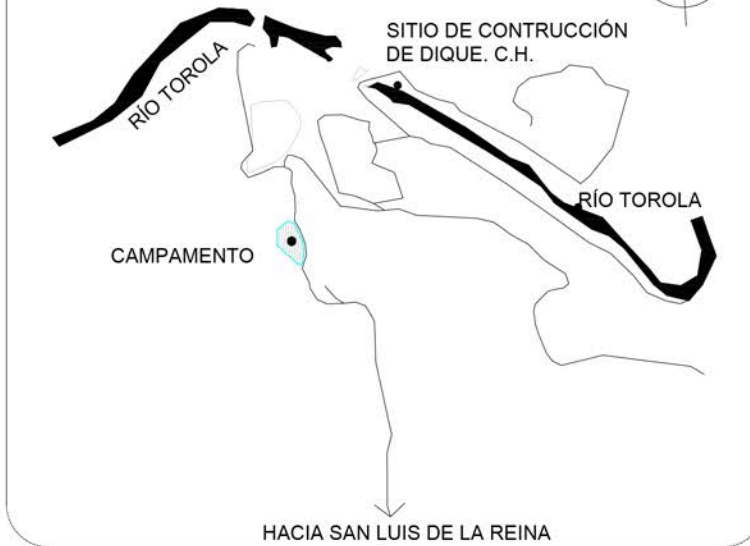 SITIO DE CONTRUCCIÓN
DE DIQUE. C.H.
RÍO TOROLA
RÍO TOROLA
CAMPAMENTO
HACIA SAN LUIS DE LA REINA